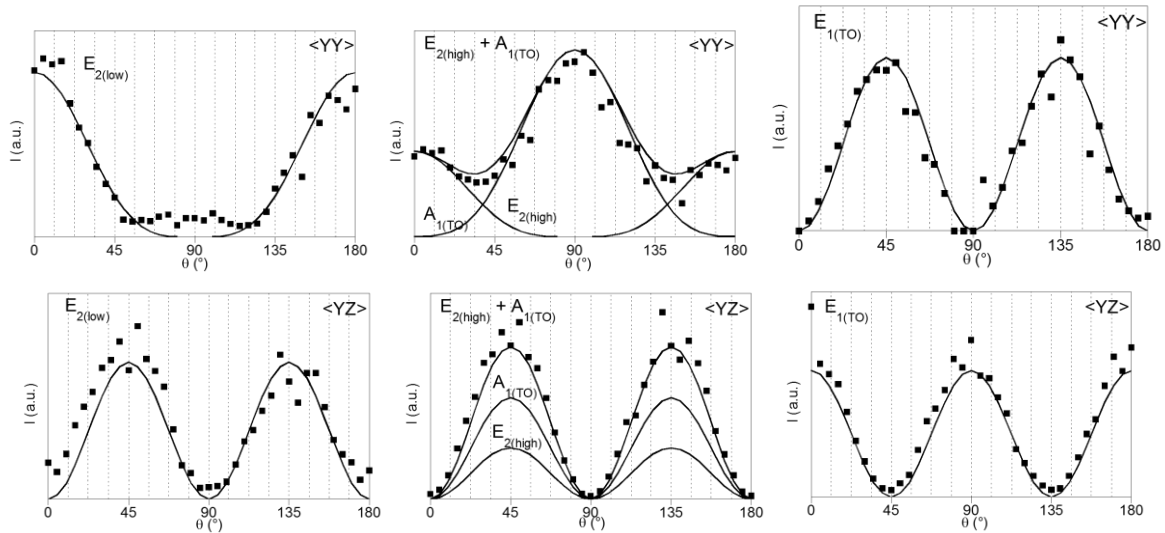 E2(low) <YY>
I (a.u.)
0 45 90 135 180
θ (°)
E2(high) + A1(TO) <YY>
I (a.u.)
A1(TO) E2(high)
0 45 90 135 180
θ (°)
E1(TO) <YY>
I (a.u.)
0 45 90 135 180
θ (°)
E2(low) <YZ>
I (a.u.)
0 45 90 135 180
θ (°)
E2(high) + A1(TO) <YZ>
I (a.u.)
A1(TO)
E2(high)
0 45 90 135 180
θ (°)
E1(TO) <YZ>
I (a.u.)
0 45 90 135 180
θ (°)